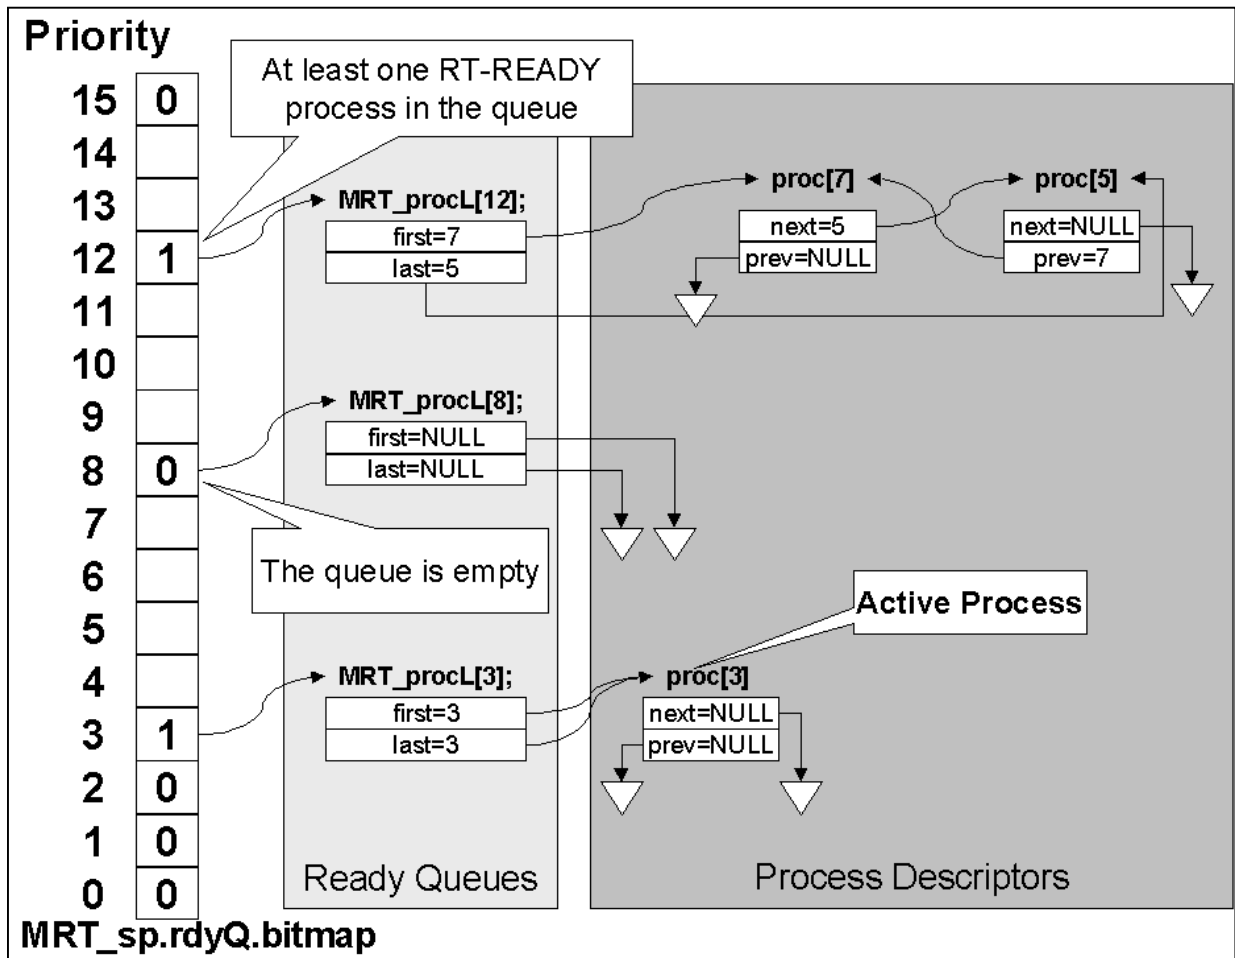 Priority
At least one RT-READY
process in the queue
15 0
14
13
12 1
11
10
9
8 0
7
6
5
4
3 1
2 0
1 0
0 0
MRT_sp.rdyQ.bitmap
MRT_procL[12];
first=7
last=5
MRT_procL[8];
first=NULL
last=NULL
The queue is empty
MRT_procL[3];
first=3
last=3
Ready Queues
proc[7]
next=5
prev=NULL
proc[5]
next=NULL
prev=7
Active Process
proc[3]
next=NULL
prev=NULL
Process Descriptors